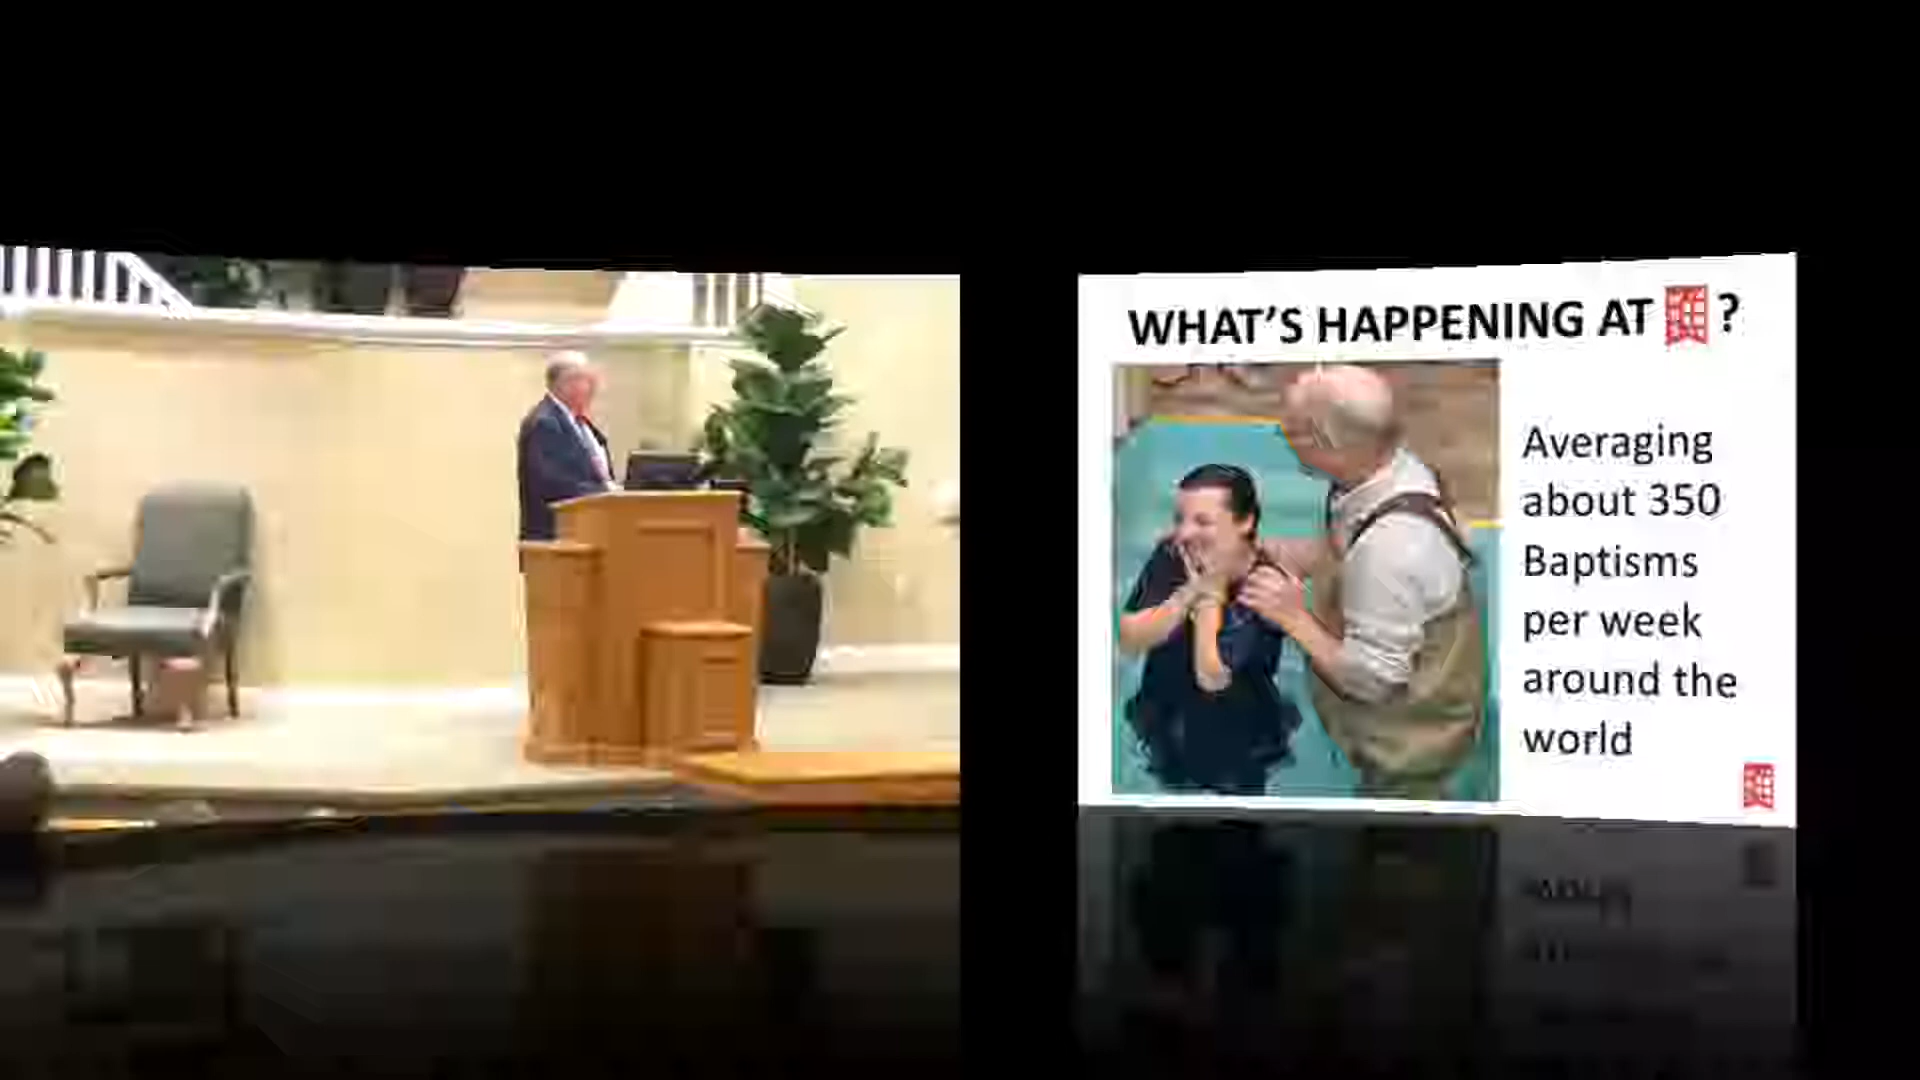 WHAT'S HAPPENING AT ?
Averaging
about 350
Baptisms
per week
around the
world